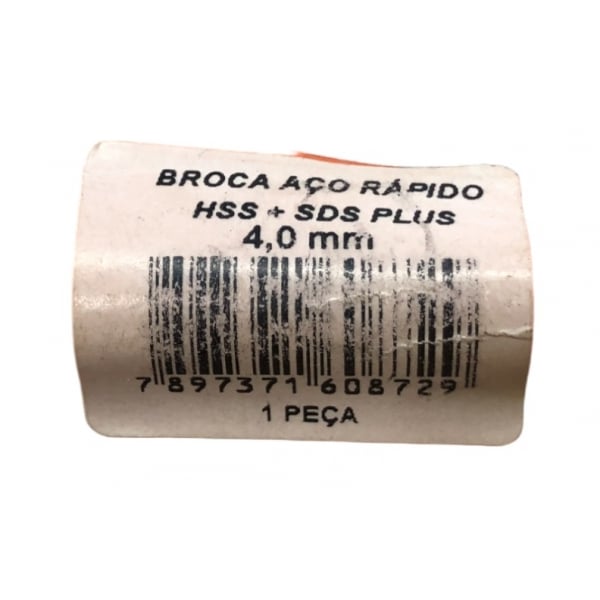 BROCA AÇO RÁPIDO
HSS + SDS PLUS
4,0 mm
7 897371 608729
1 PEÇA